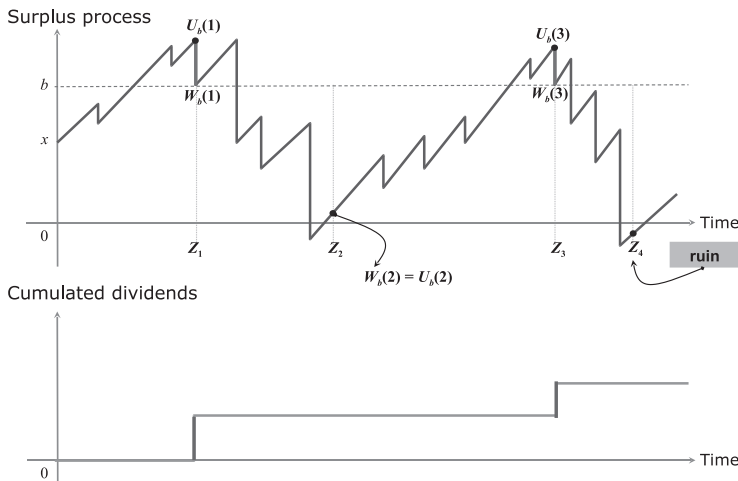 Surplus process
U_b(1)
U_b(3)
b
W_b(1)
W_b(3)
x
0
Z_1
Z_2
Z_3
Z_4
Time
W_b(2) = U_b(2)
ruin
Cumulated dividends
0
Time